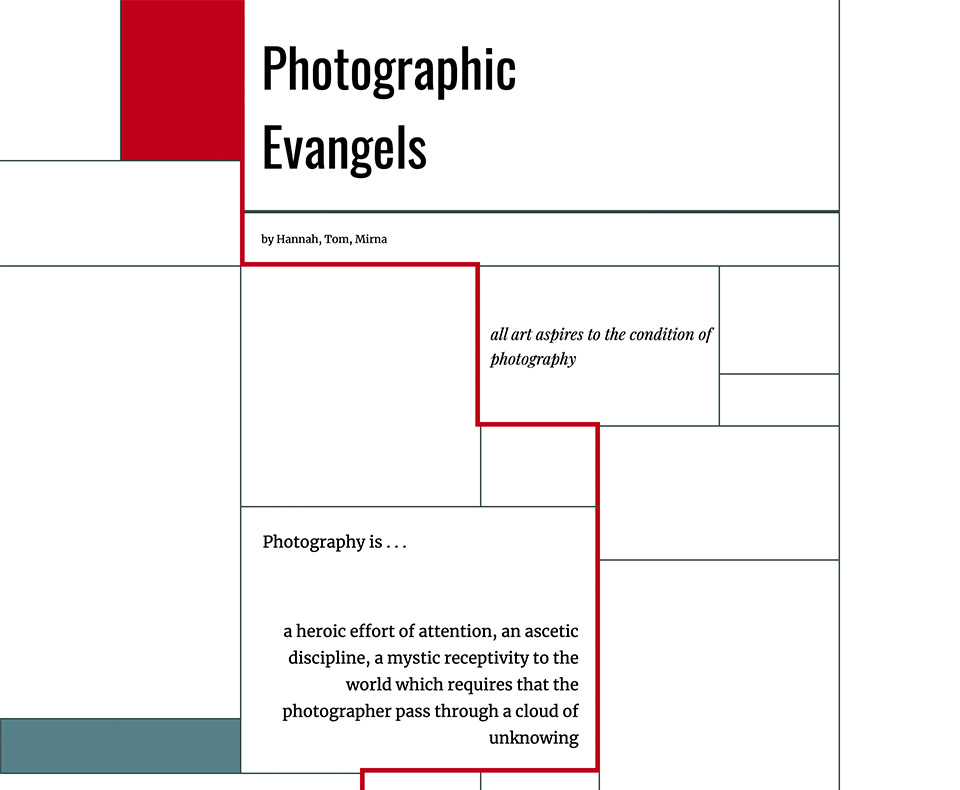 Photographic
Evangels
by Hannah, Tom, Mirna
all art aspires to the condition of
photography
Photography is . . .
a heroic effort of attention, an ascetic
discipline, a mystic receptivity to the
world which requires that the
photographer pass through a cloud of
unknowing